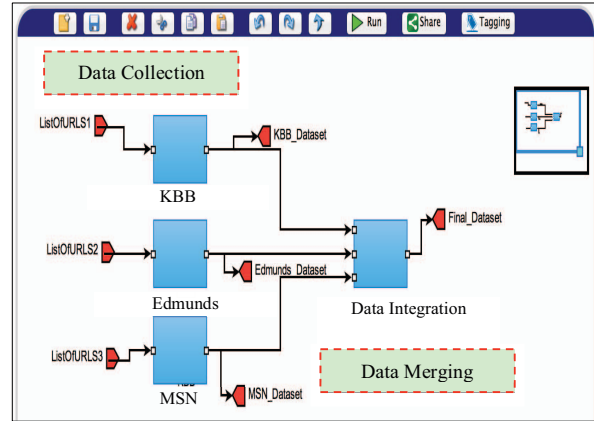 Run Share Tagging
Data Collection
ListOfURLS1
KBB_Dataset
KBB
ListOfURLS2
Final_Dataset
Edmunds_Dataset
Edmunds
Data Integration
ListOfURLS3
MSN
Data Merging
MSN_Dataset